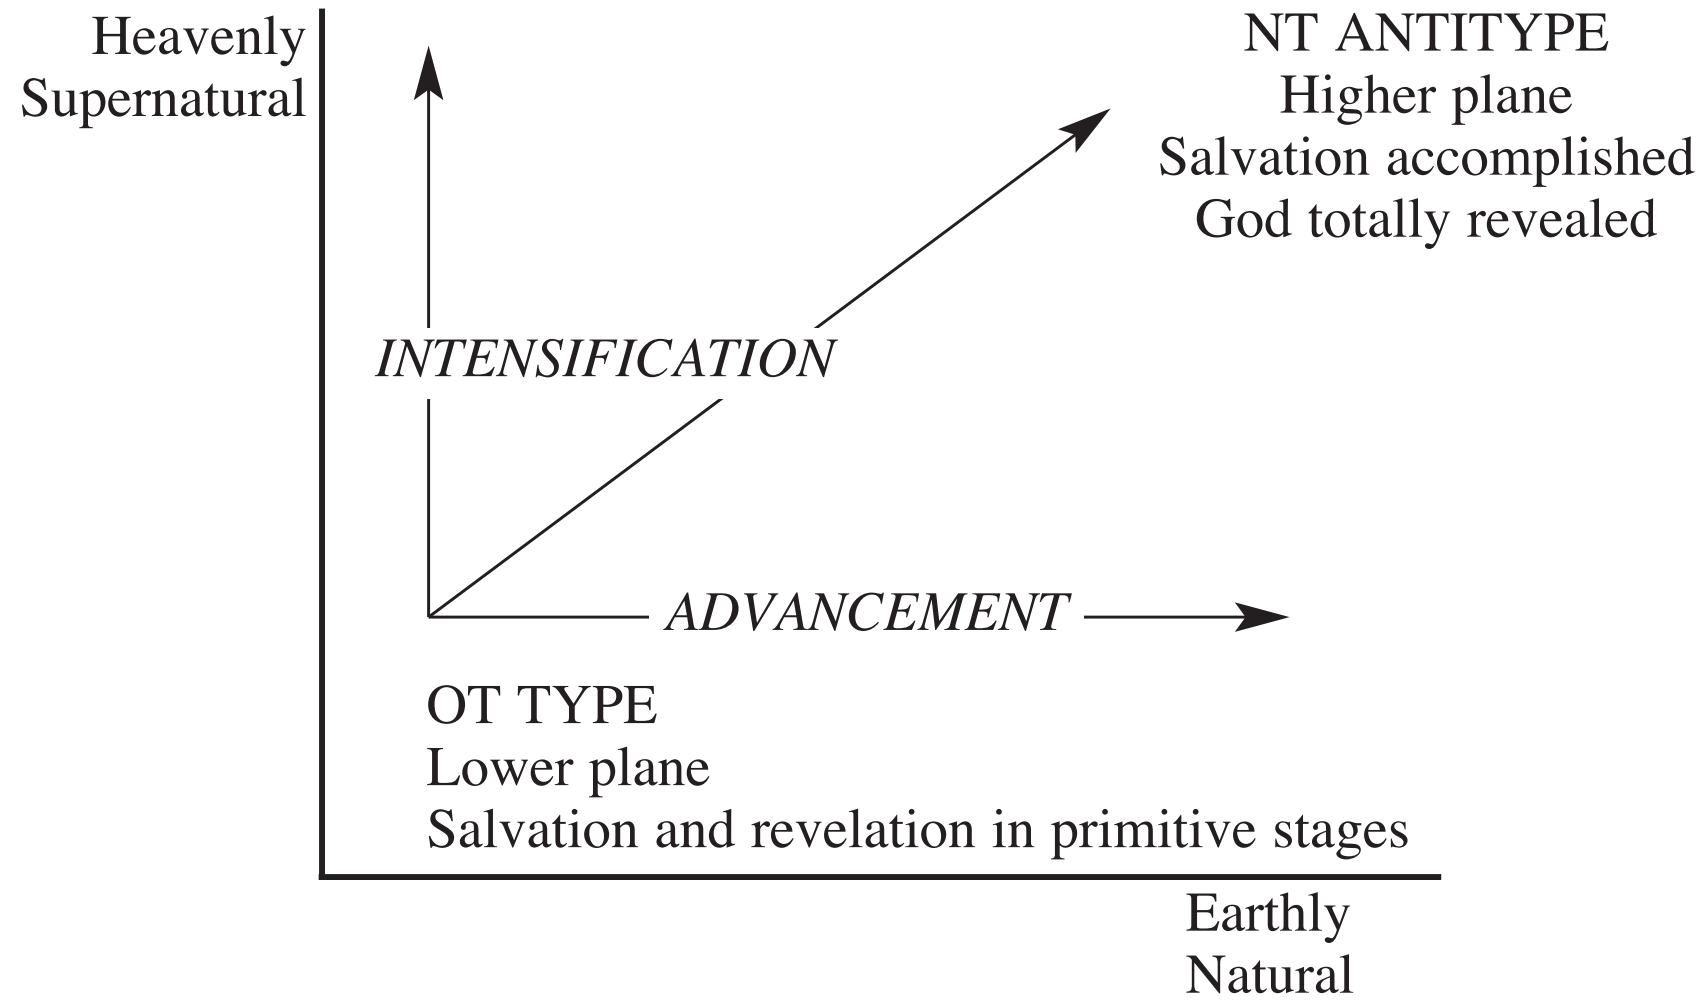 Heavenly
Supernatural
NT ANTITYPE
Higher plane
Salvation accomplished
God totally revealed
INTENSIFICATION
ADVANCEMENT
OT TYPE
Lower plane
Salvation and revelation in primitive stages
Earthly
Natural